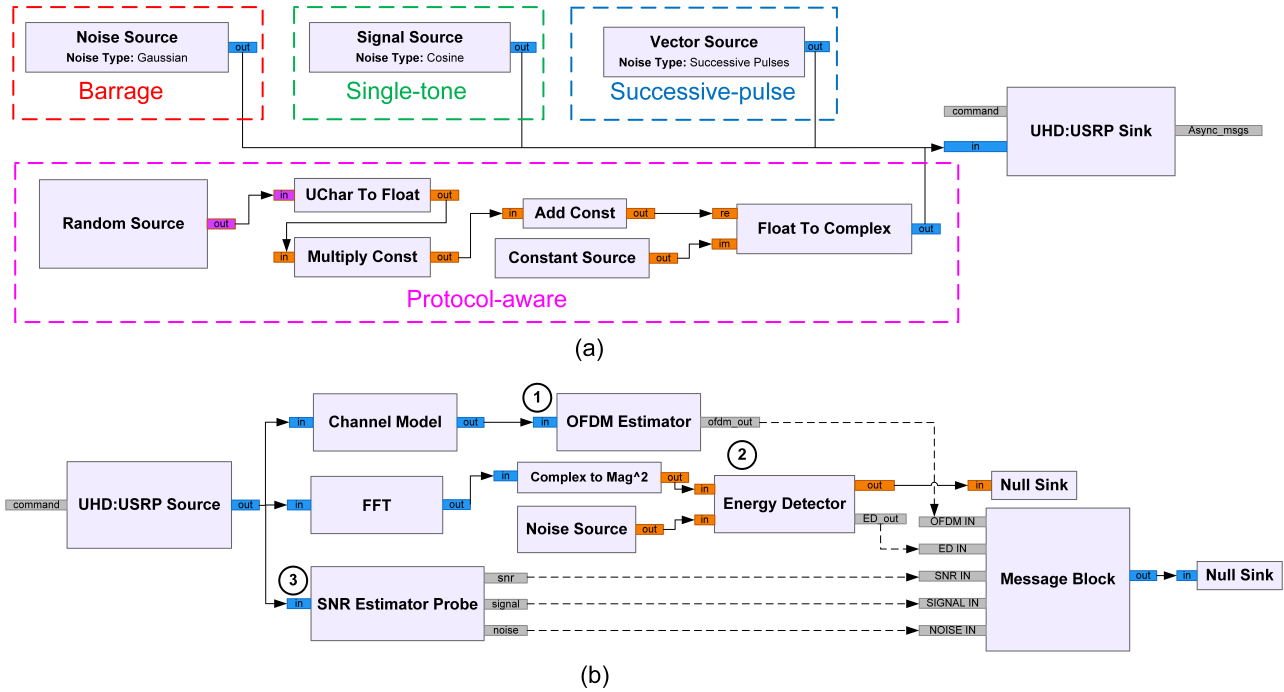 Noise Source
Noise Type: Gaussian
out
Barrage
Signal Source
Noise Type: Cosine
out
Single-tone
Vector Source
Noise Type: Successive Pulses
out
Successive-pulse
command
in
UHD:USRP Sink
Async_msgs
Random Source
out
in
UChar To Float
out
in
Multiply Const
out
in
Add Const
out
Constant Source
out
re
im
Float To Complex
out
Protocol-aware
(a)
command
UHD:USRP Source
out
in
Channel Model
out
1
in
OFDM Estimator
ofdm_out
in
FFT
out
in
Complex to Mag^2
out
Noise Source
out
2
in
in
Energy Detector
out
ED_out
in
Null Sink
3
in
SNR Estimator Probe
snr
signal
noise
OFDM IN
ED IN
SNR IN
SIGNAL IN
NOISE IN
Message Block
out
in
Null Sink
(b)